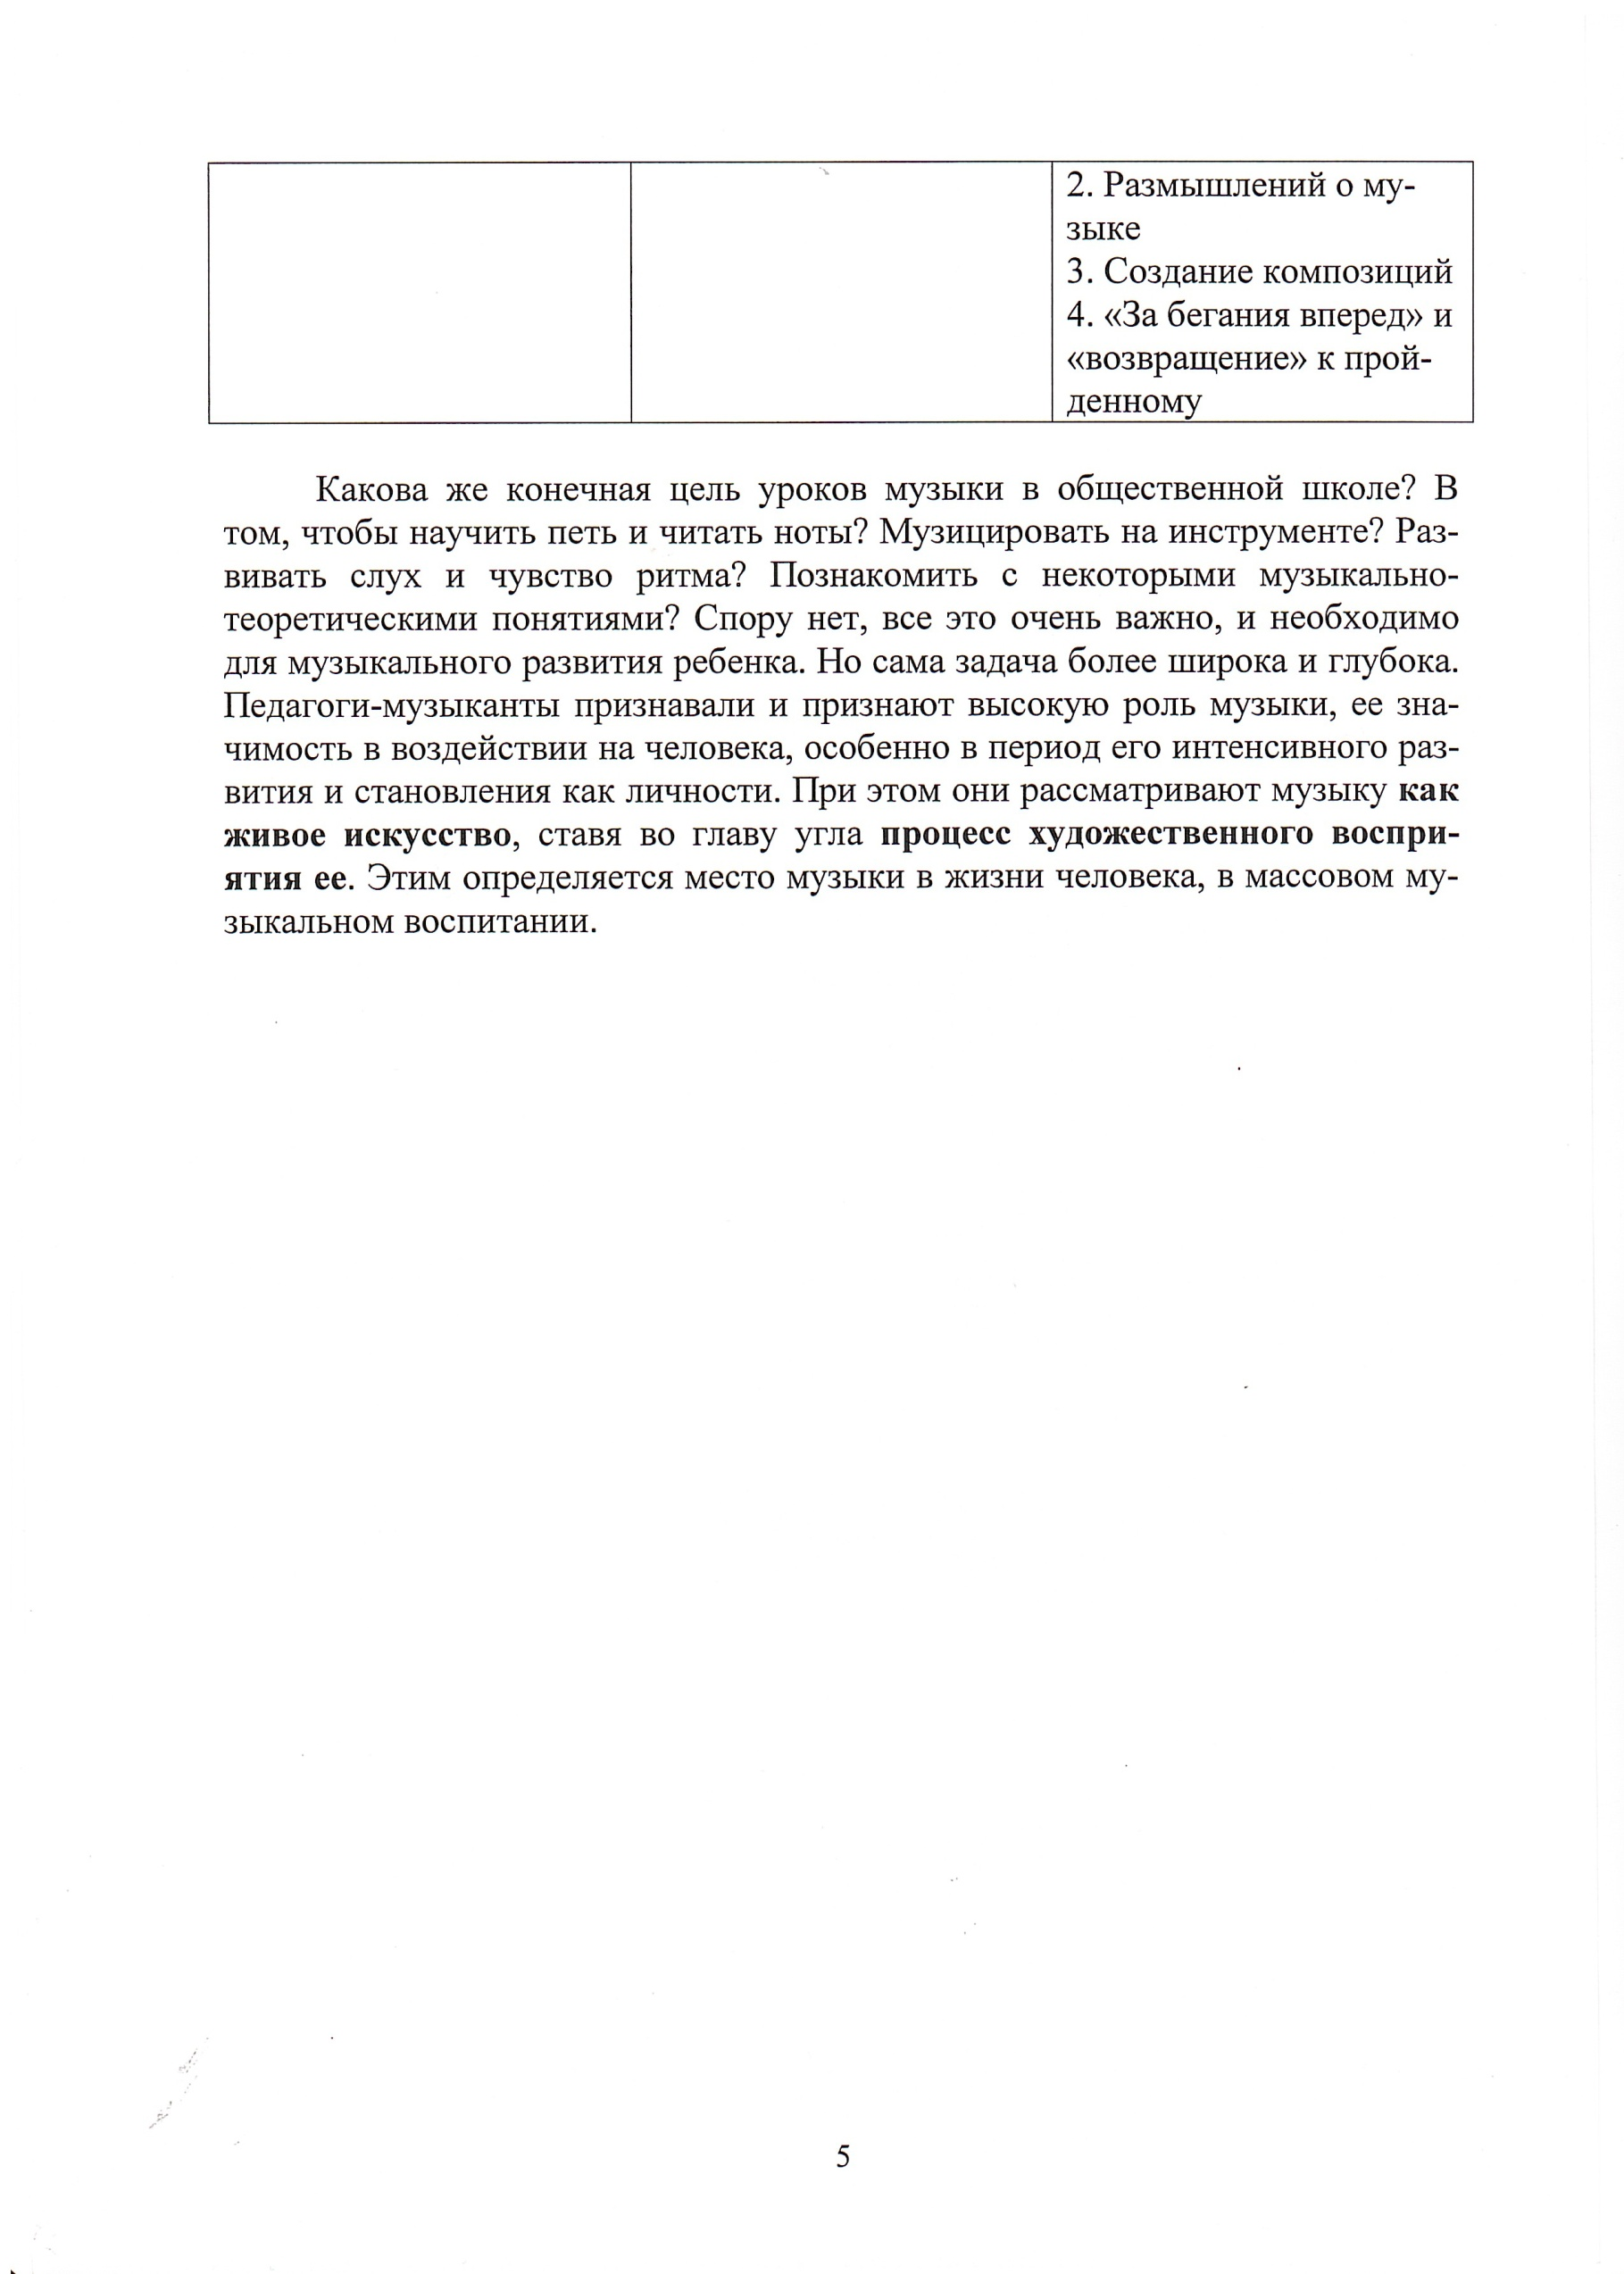 2. Размышлений о му-
зыке
3. Создание композиций
4. «За бегания вперед» и
«возвращение» к прой-
денному
Какова же конечная цель уроков музыки в общественной школе? В
том, чтобы научить петь и читать ноты? Музицировать на инструменте? Раз-
вивать слух и чувство ритма? Познакомить с некоторыми музыкально-
теоретическими понятиями? Спору нет, все это очень важно, и необходимо
для музыкального развития ребенка. Но сама задача более широка и глубока.
Педагоги-музыканты признавали и признают высокую роль музыки, ее зна-
чимость в воздействии на человека, особенно в период его интенсивного раз-
вития и становления как личности. При этом они рассматривают музыку как
живое искусство, ставя во главу угла процесс художественного воспри-
ятия ее. Этим определяется место музыки в жизни человека, в массовом му-
зыкальном воспитании.
5